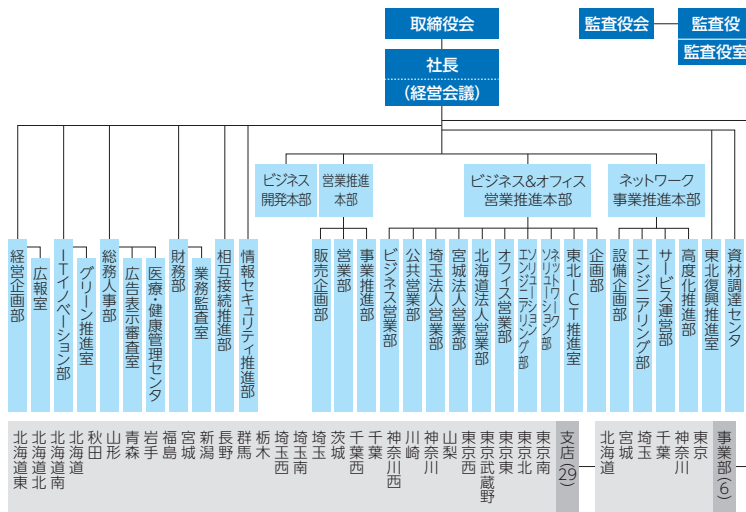 取締役会
監査役会
監査役
監査役室
社長
(経営会議)
ビジネス
開発本部
営業推進
本部
ビジネス&オフィス
営業推進本部
ネットワーク
事業推進本部
経営企画部
広報室
ITイノベーション部
グリーン推進室
総務人事部
広告表示審査室
医療・健康管理センタ
財務部
業務監査室
相互接続推進部
情報セキュリティ推進部
販売企画部
営業部
事業推進部
ビジネス営業部
公共営業部
埼玉法人営業部
宮城法人営業部
北海道法人営業部
オフィス営業部
ソリューション
エンジニアリング部
ネットワーク
ソリューション部
東北ICT推進室
企画部
設備企画部
エンジニアリング部
サービス運営部
高度化推進部
東北復興推進室
資材調達センタ
北海道東
北海道北
北海道南
北海道
秋田
山形
青森
岩手
福島
宮城
新潟
長野
群馬
栃木
埼玉西
埼玉南
埼玉
茨城
千葉西
千葉
神奈川西
川崎
神奈川
山梨
東京西
東京武蔵野
東京東
東京北
東京南
支店(29)
北海道
宮城
埼玉
千葉
神奈川
東京
事業部(6)